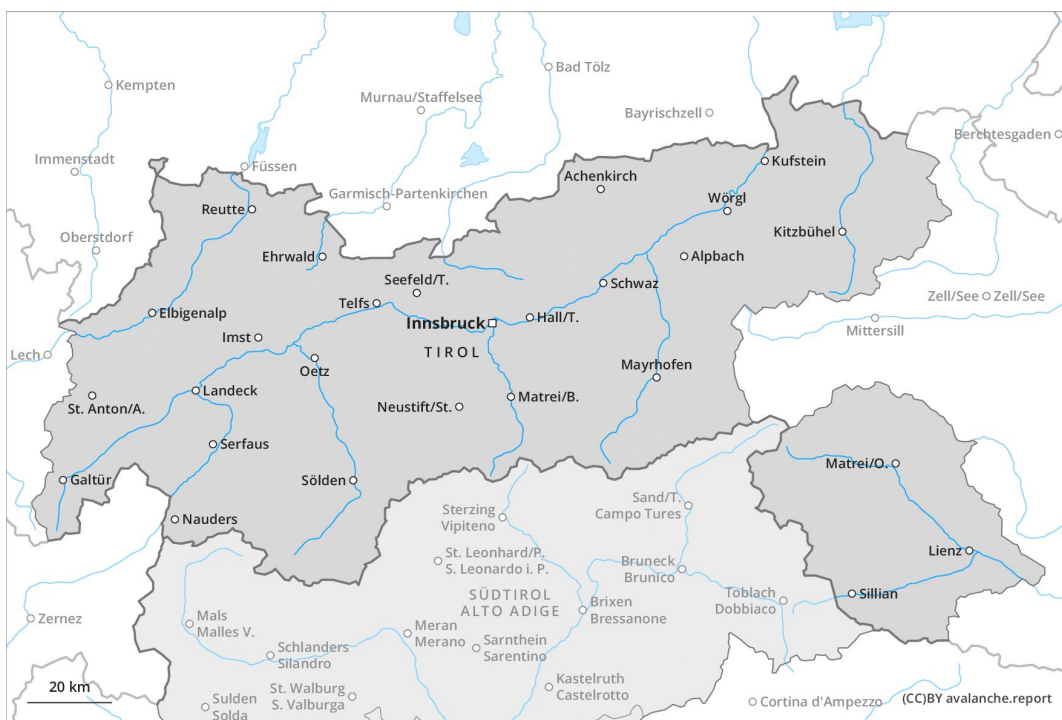 Kempten
Bad Tölz
Murnau/Staffelsee
Bayrischzell
Berchtesgaden
Immenstadt
Füssen
Kufstein
Achenkirch
Garmisch-Partenkirchen
Wörgl
Reutte
Kitzbühel
Oberstdorf
Ehrwald
Alpbach
Seefeld/T.
Schwaz
Telfs
Zell/See
Zell/See
Elbigenalp
Innsbruck
Hall/T.
Mittersill
Imst
TIROL
Lech
Oetz
Mayrhofen
Landeck
St. Anton/A.
Neustift/St.
Matrei/B.
Serfaus
Matrei/O.
Galtür
Sölden
Sand/T.
Campo Tures
Sterzing
Vipiteno
Nauders
Lienz
St. Leonhard/P.
S. Leonardo i. P.
Bruneck
Brunico
SÜDTIROL
ALTO ADIGE
Toblach
Dobbiaco
Sillian
Brixen
Bressanone
Zernez
Mals
Malles V.
Meran
Merano
Sarnthein
Sarentino
Schlanders
Silandro
20 km
St. Walburg
S. Valburga
Kastelruth
Castelrotto
Sulden
Solda
Cortina d'Ampezzo
(CC)BY avalanche.report